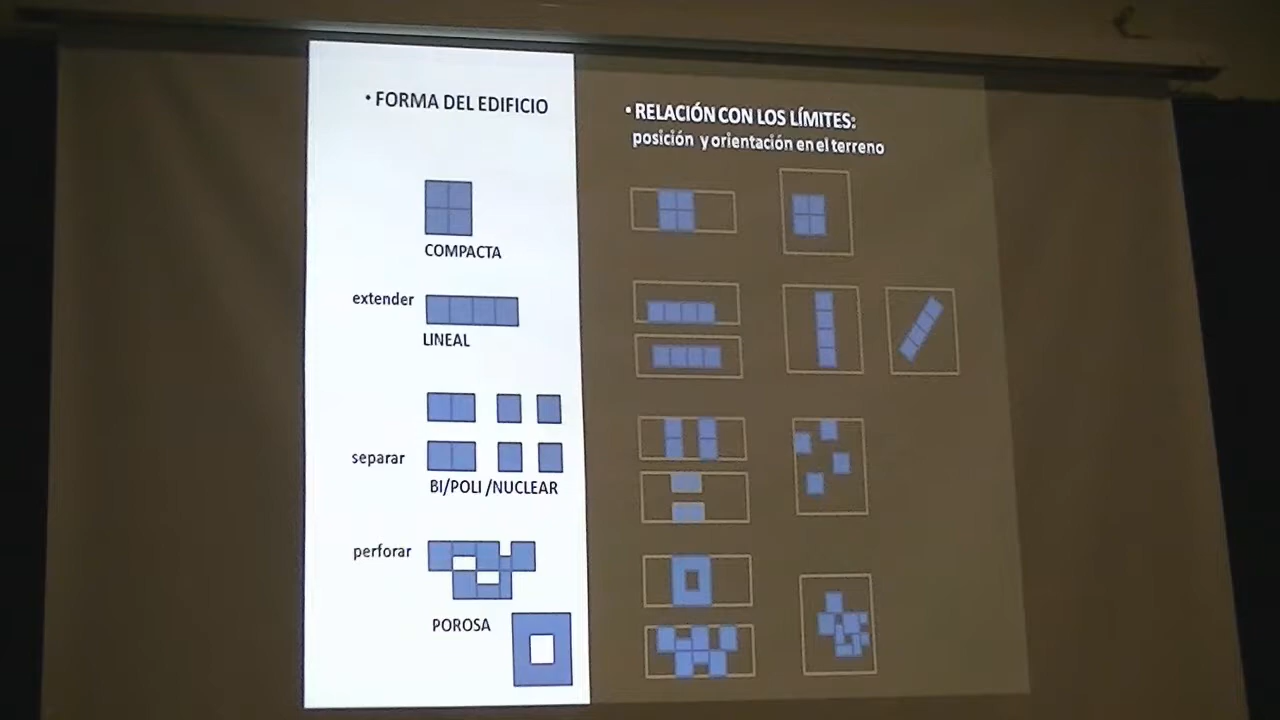 • FORMA DEL EDIFICIO
• RELACIÓN CON LOS LÍMITES:
posición y orientación en el terreno
COMPACTA
extender
LINEAL
separar
BI/POLI /NUCLEAR
perforar
POROSA